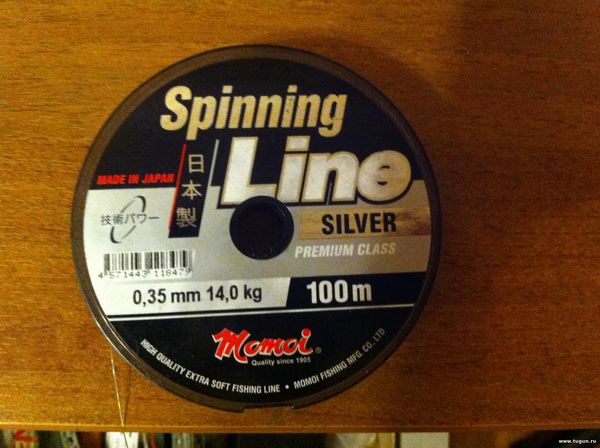 Spinning
Line
MADE IN JAPAN
日本製
SILVER
PREMIUM CLASS
技術パワー
4 571443 118479
0,35 mm 14,0 kg
100 m
Momoi ®
Quality since 1905
HIGH QUALITY EXTRA SOFT FISHING LINE • MOMOI FISHING MFG. CO., LTD
www.tugun.ru